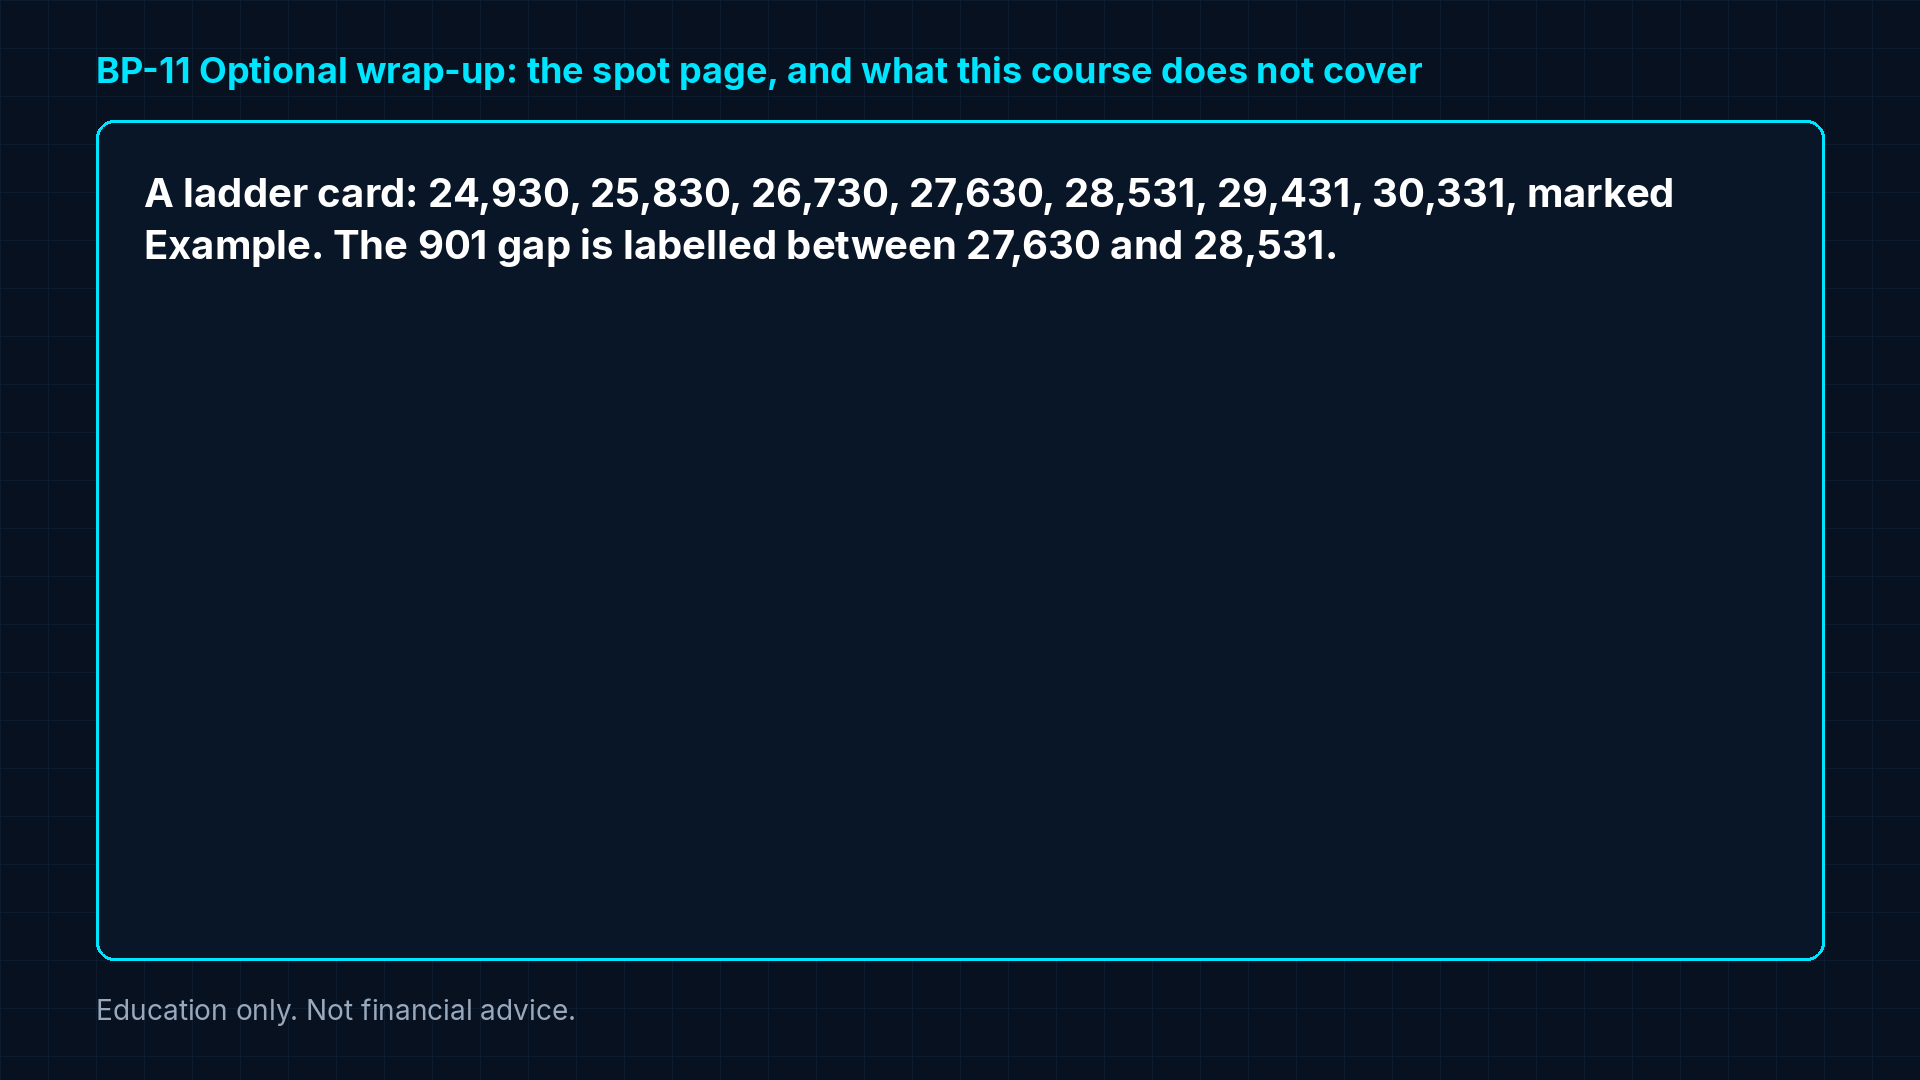 BP-11 Optional wrap-up: the spot page, and what this course does not cover
A ladder card: 24,930, 25,830, 26,730, 27,630, 28,531, 29,431, 30,331, marked
Example. The 901 gap is labelled between 27,630 and 28,531.
Education only. Not financial advice.